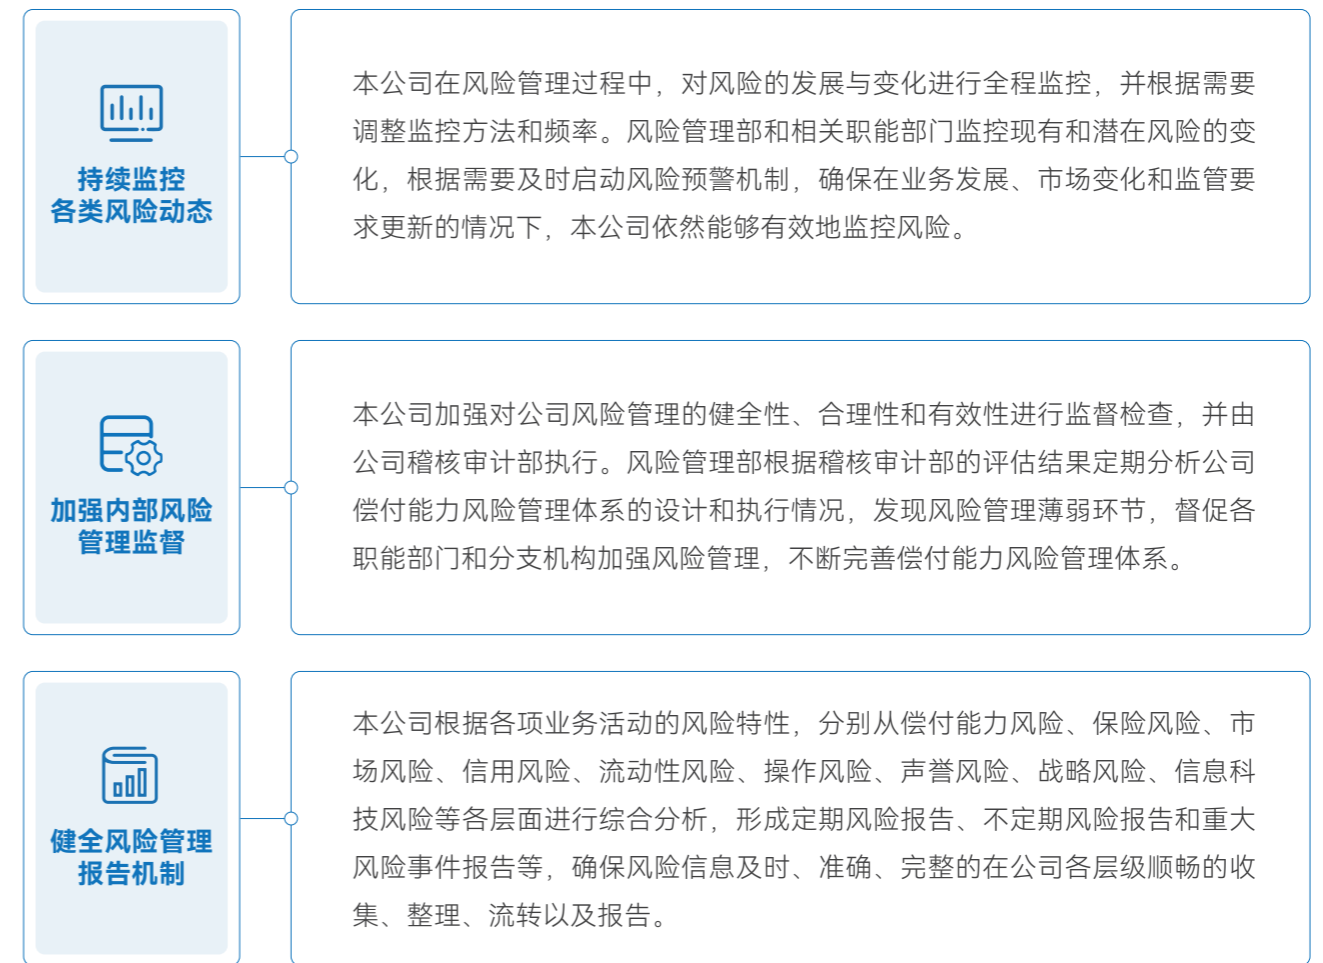 持续监控
各类风险动态
本公司在风险管理过程中，对风险的发展与变化进行全程监控，并根据需要
调整监控方法和频率。风险管理部和相关职能部门监控现有和潜在风险的变
化，根据需要及时启动风险预警机制，确保在业务发展、市场变化和监管要
求更新的情况下，本公司依然能够有效地监控风险。
加强内部风险
管理监督
本公司加强对公司风险管理的健全性、合理性和有效性进行监督检查，并由
公司稽核审计部执行。风险管理部根据稽核审计部的评估结果定期分析公司
偿付能力风险管理体系的设计和执行情况，发现风险管理薄弱环节，督促各
职能部门和分支机构加强风险管理，不断完善偿付能力风险管理体系。
健全风险管理
报告机制
本公司根据各项业务活动的风险特性，分别从偿付能力风险、保险风险、市
场风险、信用风险、流动性风险、操作风险、声誉风险、战略风险、信息科
技风险等各层面进行综合分析，形成定期风险报告、不定期风险报告和重大
风险事件报告等，确保风险信息及时、准确、完整的在公司各层级顺畅的收
集、整理、流转以及报告。